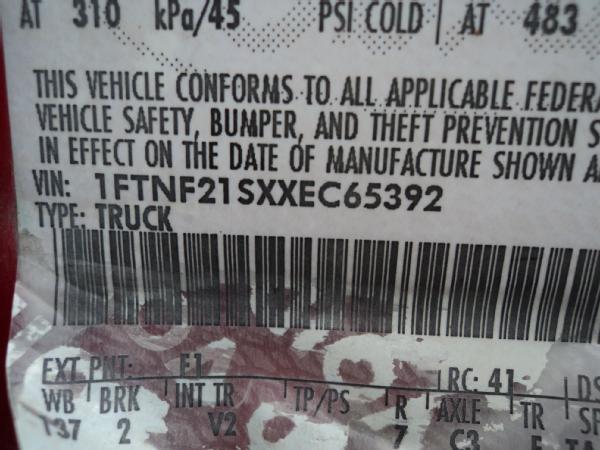 AT 310 kPa/45 PSI COLD AT 483
THIS VEHICLE CONFORMS TO ALL APPLICABLE
VEHICLE SAFETY, BUMPER, AND THEFT PREVENTION
IN EFFECT ON THE DATE OF MANUFACTURE SHOWN
VIN: 1FTNF21SXXEC65392
TYPE: TRUCK
EXT PNT: E1 RC: 41 DS
WB BRK INT TR TP/PS R AXLE TR
137 2 V2 7 C3